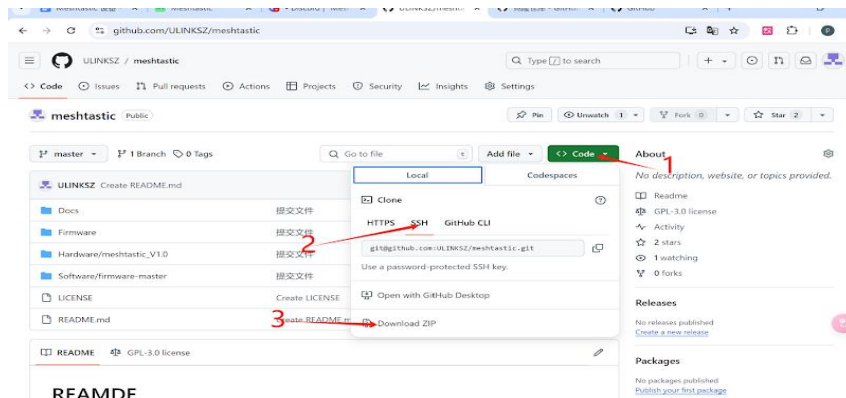 github.com/ULINKSZ/meshtastic
ULINKSZ / meshtastic
Type / to search
Code Issues Pull requests Actions Projects Security Insights Settings
meshtastic Public
Pin Unwatch 1 Fork 0 Star 2
master 1 Branch 0 Tags Go to file t Add file Code 1
About
No description, website, or topics provided.
Readme
GPL-3.0 license
Activity
2 stars
1 watching
0 forks
Releases
No releases published
Create a new release
Packages
No packages published
Publish your first package
Local Codespaces
Clone
HTTPS SSH GitHub CLI
2
git@github.com:ULINKSZ/meshtastic.git
Use a password-protected SSH key.
Open with GitHub Desktop
3
Download ZIP
ULINKSZ Create README.md
Docs 提交文件
Firmware 提交文件
Hardware/meshtastic_V1.0 提交文件
Software/firmware-master 提交文件
LICENSE Create LICENSE
README.md Create README.m
README GPL-3.0 license
REAMDE